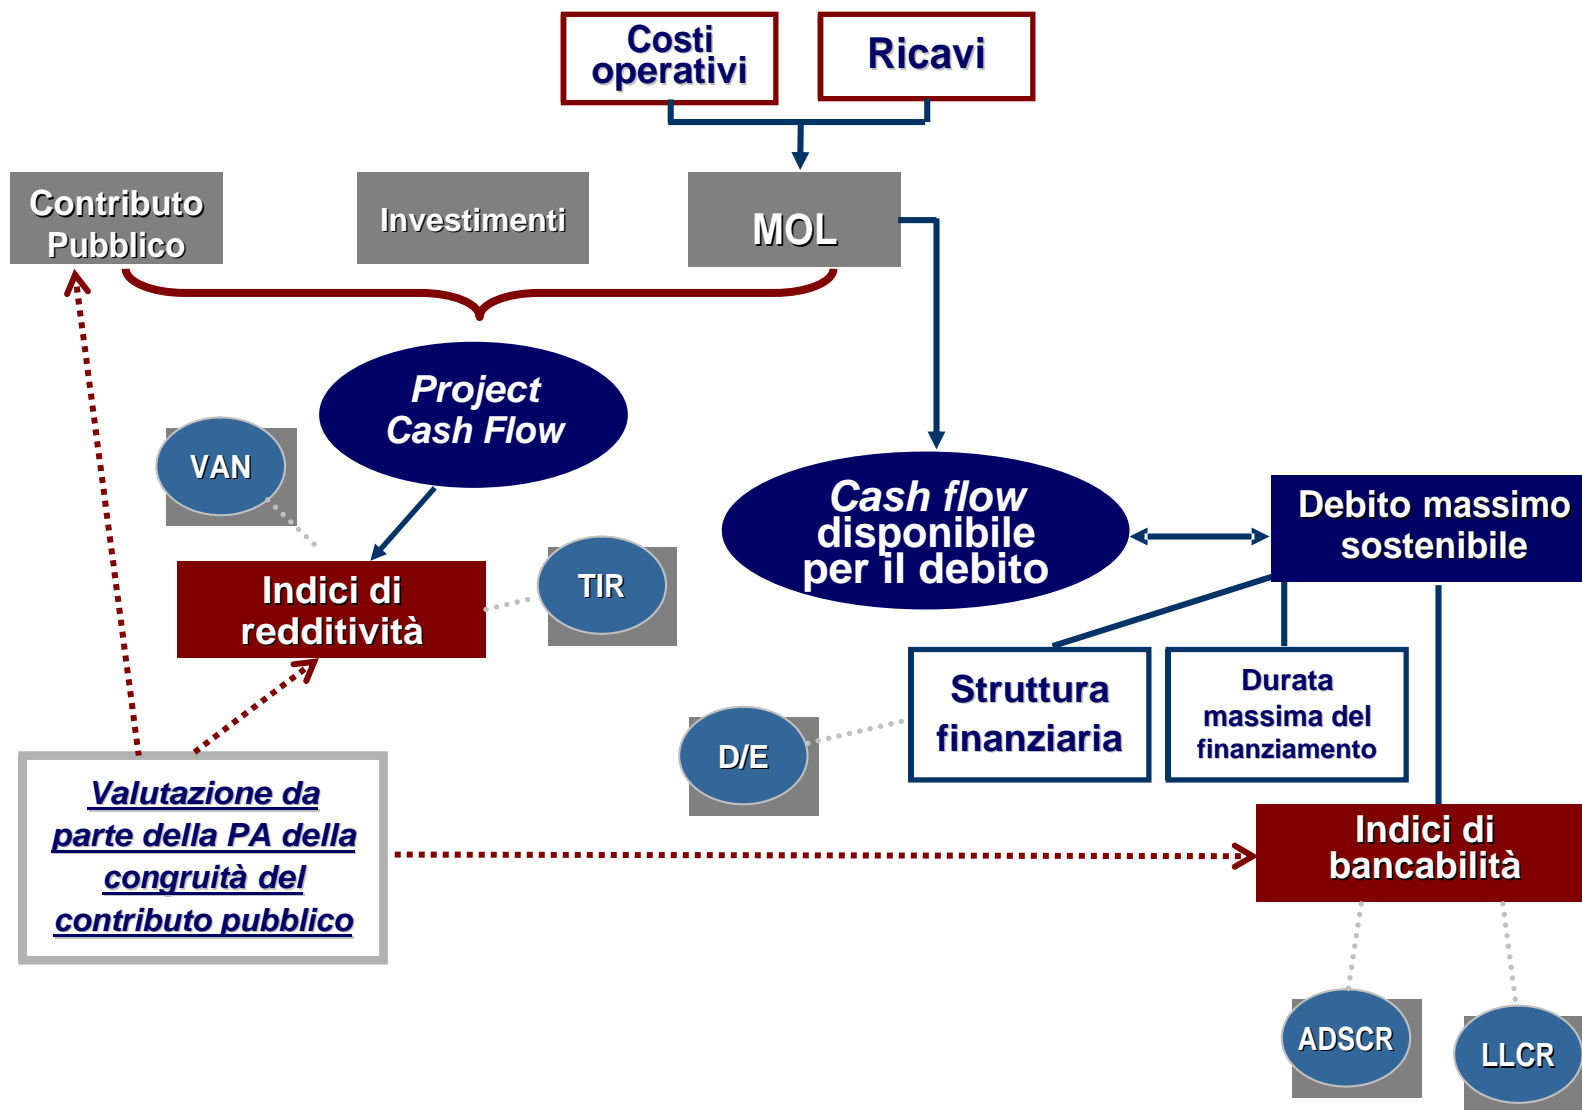 Costi
operativi
Ricavi
Contributo
Pubblico
Investimenti
MOL
Project
Cash Flow
VAN
Cash flow
disponibile
per il debito
Debito massimo
sostenibile
Indici di
redditività
TIR
Struttura
finanziaria
Durata
massima del
finanziamento
D/E
Valutazione da
parte della PA della
congruità del
contributo pubblico
Indici di
bancabilità
ADSCR
LLCR